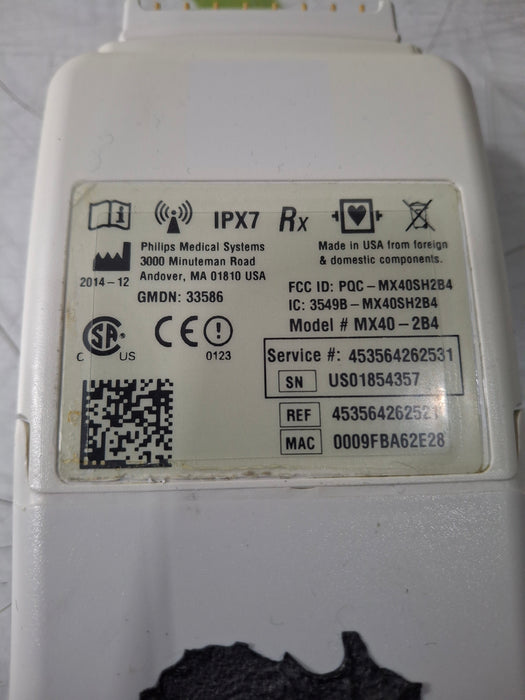 IPX7 Rx
Philips Medical Systems
3000 Minuteman Road
Andover, MA 01810 USA
2014-12
GMDN: 33586
Made in USA from foreign
& domestic components.
FCC ID: PQC-MX40SH2B4
IC: 3549B-MX40SH2B4
Model # MX40-2B4
C SA US
CE 0123
Service #: 453564262531
SN US01854357
REF 453564262521
MAC 0009FBA62E28